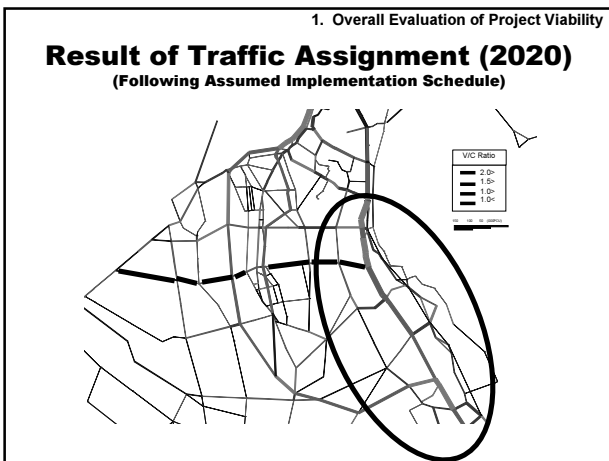 1. Overall Evaluation of Project Viability
Result of Traffic Assignment (2020)
(Following Assumed Implementation Schedule)
V/C Ratio
2.0>
1.5>
1.0>
1.0<